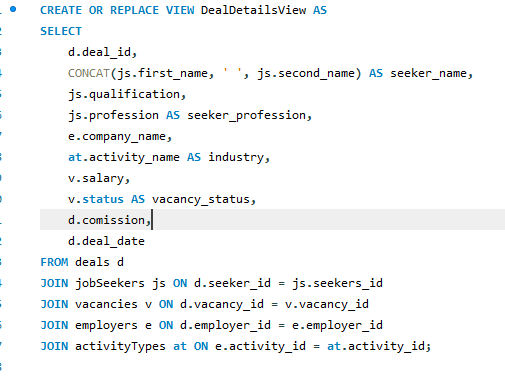 CREATE OR REPLACE VIEW DealDetailsView AS
SELECT
d.deal_id,
CONCAT(js.first_name, ' ', js.second_name) AS seeker_name,
js.qualification,
js.profession AS seeker_profession,
e.company_name,
at.activity_name AS industry,
v.salary,
v.status AS vacancy_status,
d.comission,
d.deal_date
FROM deals d
JOIN jobSeekers js ON d.seeker_id = js.seekers_id
JOIN vacancies v ON d.vacancy_id = v.vacancy_id
JOIN employers e ON d.employer_id = e.employer_id
JOIN activityTypes at ON e.activity_id = at.activity_id;